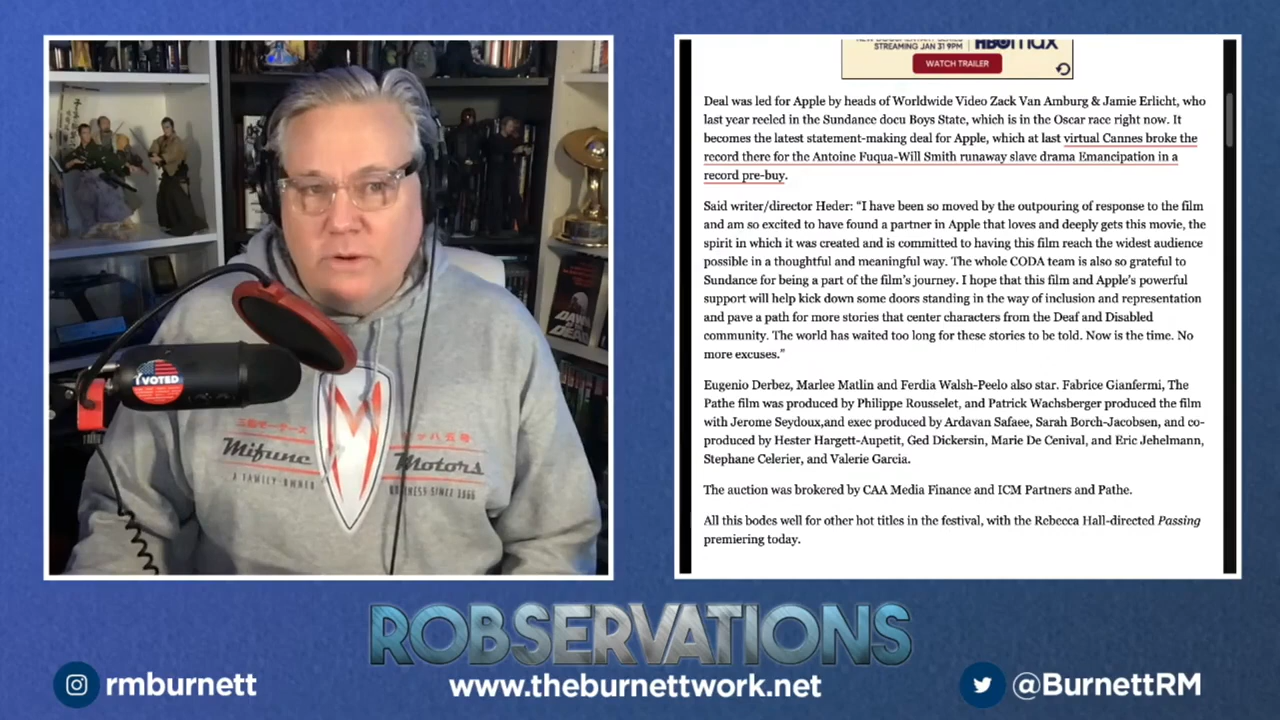 STREAMING JAN 31 9PM
HBOmax
WATCH TRAILER
Deal was led for Apple by heads of Worldwide Video Zack Van Amburg & Jamie Erlicht, who
last year reeled in the Sundance docu Boys State, which is in the Oscar race right now. It
becomes the latest statement-making deal for Apple, which at last virtual Cannes broke the
record there for the Antoine Fuqua-Will Smith runaway slave drama Emancipation in a
record pre-buy.
Said writer/director Heder: “I have been so moved by the outpouring of response to the film
and am so excited to have found a partner in Apple that loves and deeply gets this movie, the
spirit in which it was created and is committed to having this film reach the widest audience
possible in a thoughtful and meaningful way. The whole CODA team is also so grateful to
Sundance for being a part of the film’s journey. I hope that this film and Apple’s powerful
support will help kick down some doors standing in the way of inclusion and representation
and pave a path for more stories that center characters from the Deaf and Disabled
community. The world has waited too long for these stories to be told. Now is the time. No
more excuses.”
Eugenio Derbez, Marlee Matlin and Ferdia Walsh-Peelo also star. Fabrice Gianfermi, The
Pathe film was produced by Philippe Rousselet, and Patrick Wachsberger produced the film
with Jerome Seydoux,and exec produced by Ardavan Safaee, Sarah Borch-Jacobsen, and co-
produced by Hester Hargett-Aupetit, Ged Dickersin, Marie De Cenival, and Eric Jehelmann,
Stephane Celerier, and Valerie Garcia.
The auction was brokered by CAA Media Finance and ICM Partners and Pathe.
All this bodes well for other hot titles in the festival, with the Rebecca Hall-directed Passing
premiering today.
DAWN
OF THE
DEAD
I VOTED
Mifune
Motors
A FAMILY OWNED
BUSINESS SINCE 1966
ROBSERVATIONS
rmburnett
www.theburnettwork.net
@BurnettRM